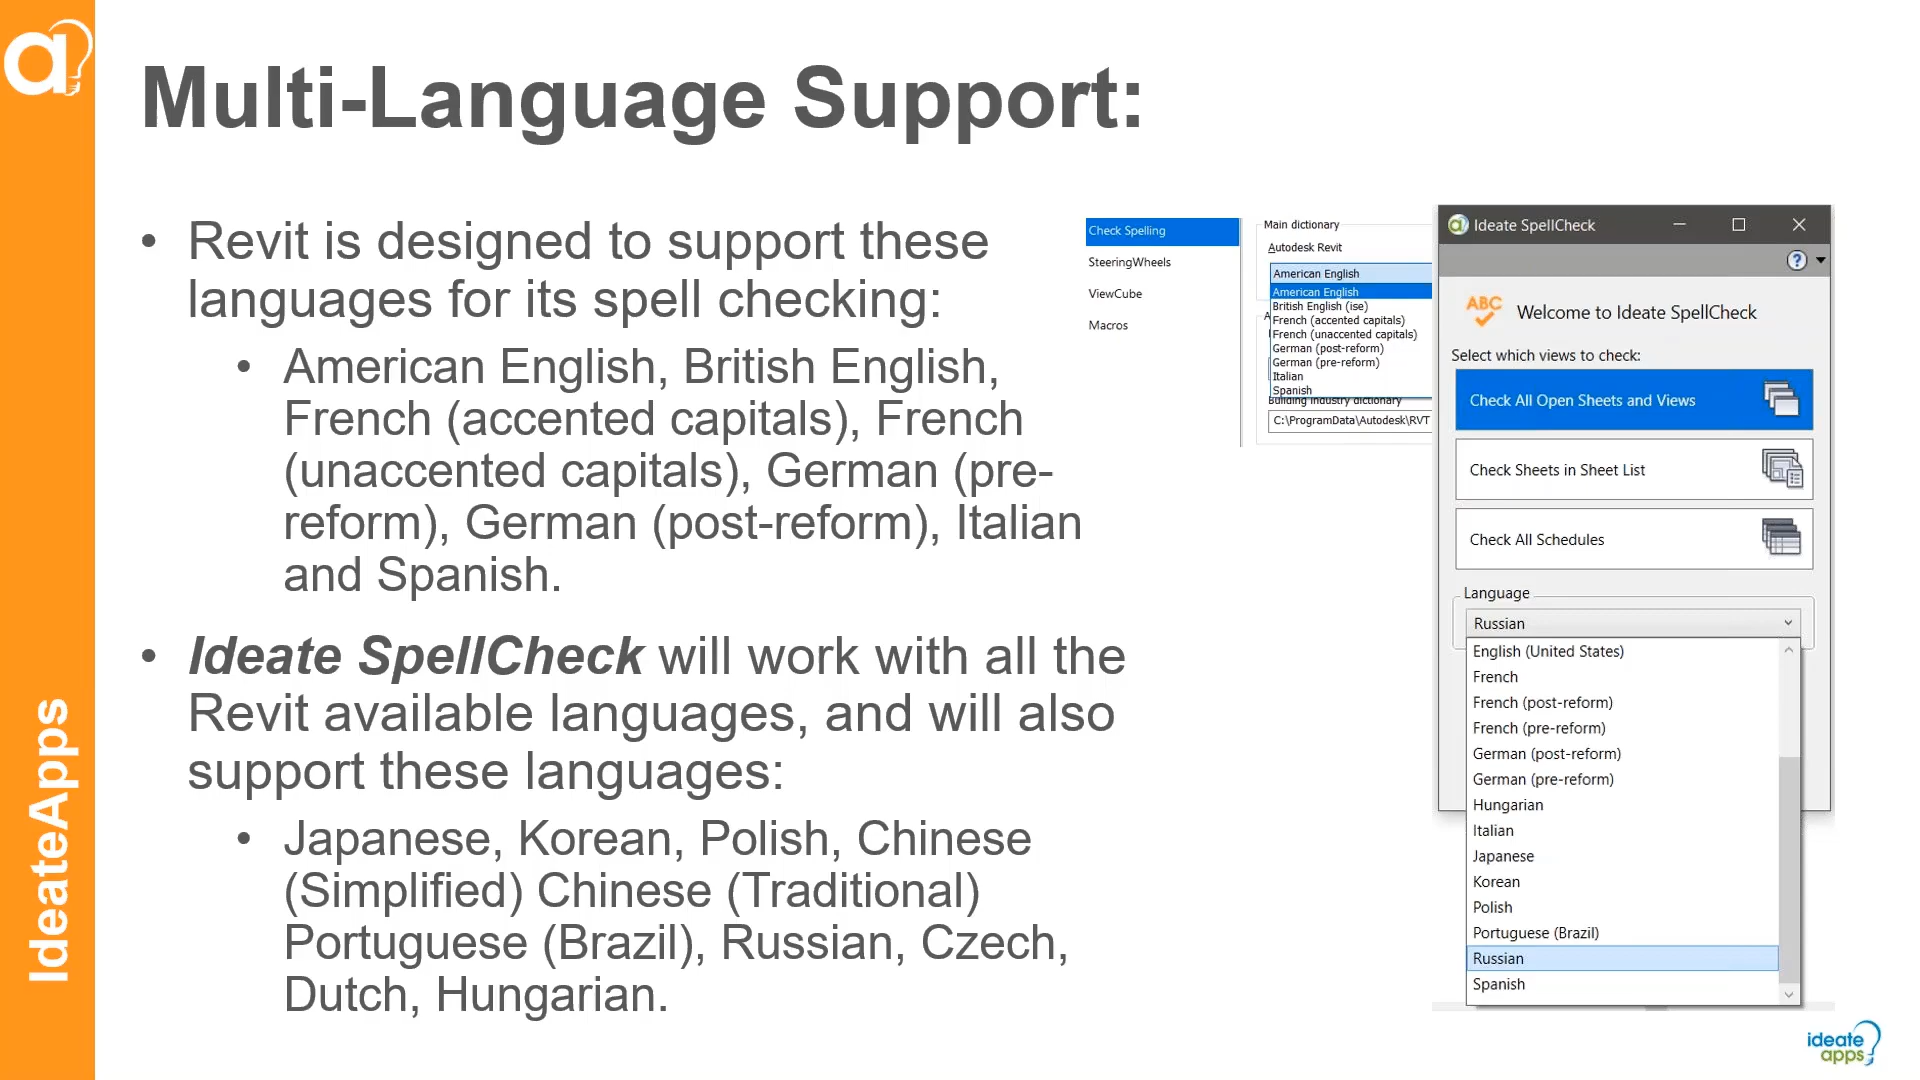 Multi-Language Support:
• Revit is designed to support these
languages for its spell checking:
• American English, British English,
French (accented capitals), French
(unaccented capitals), German (pre-
reform), German (post-reform), Italian
and Spanish.
• Ideate SpellCheck will work with all the
Revit available languages, and will also
support these languages:
• Japanese, Korean, Polish, Chinese
(Simplified) Chinese (Traditional)
Portuguese (Brazil), Russian, Czech,
Dutch, Hungarian.
IdeateApps
Check Spelling
SteeringWheels
ViewCube
Macros
Main dictionary
Autodesk Revit
American English
American English
British English (ise)
French (accented capitals)
French (unaccented capitals)
German (post-reform)
German (pre-reform)
Italian
Spanish
Building industry dictionary
C:\ProgramData\Autodesk\RVT
Ideate SpellCheck
ABC
Welcome to Ideate SpellCheck
Select which views to check:
Check All Open Sheets and Views
Check Sheets in Sheet List
Check All Schedules
Language
Russian
English (United States)
French
French (post-reform)
French (pre-reform)
German (post-reform)
German (pre-reform)
Hungarian
Italian
Japanese
Korean
Polish
Portuguese (Brazil)
Russian
Spanish
ideate
apps